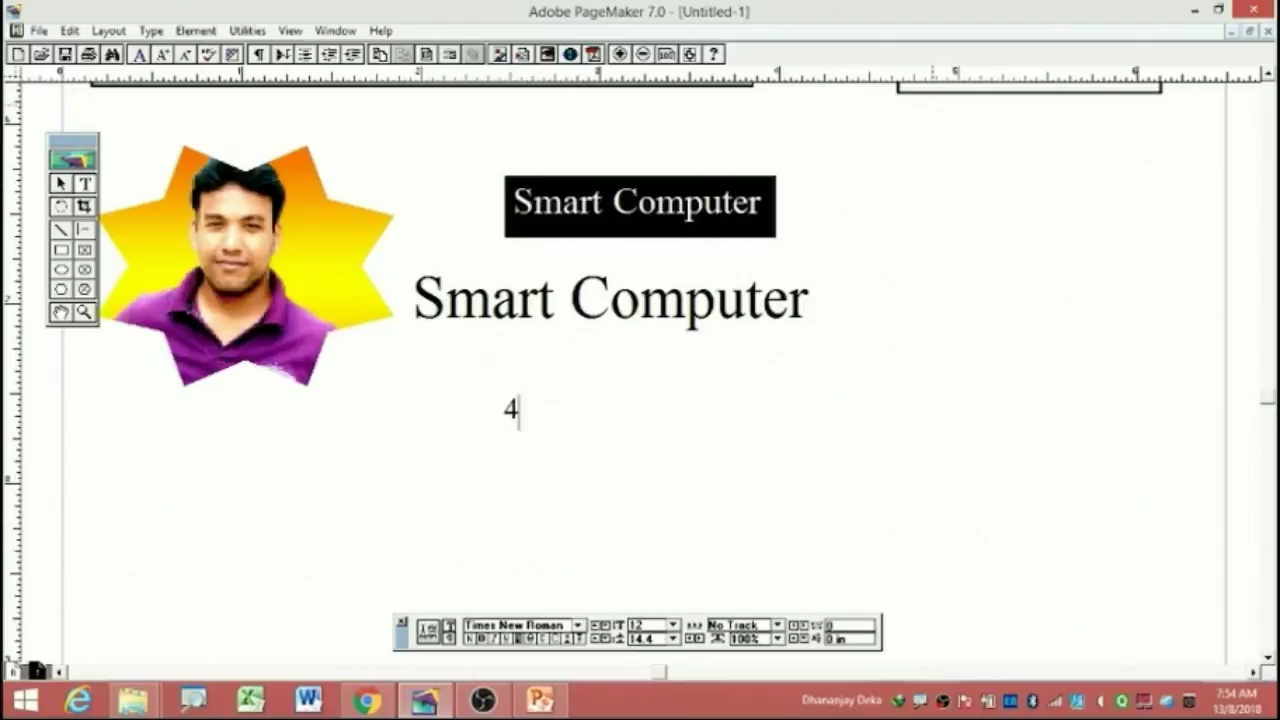 Adobe PageMaker 7.0 - [Untitled-1]
File Edit Layout Type Element Utilities View Window Help
Smart Computer
Smart Computer
4
Times New Roman 12 No Track 0
14.4 100% 0 in
Dhananjay Deka
7:54 AM
13/8/2018